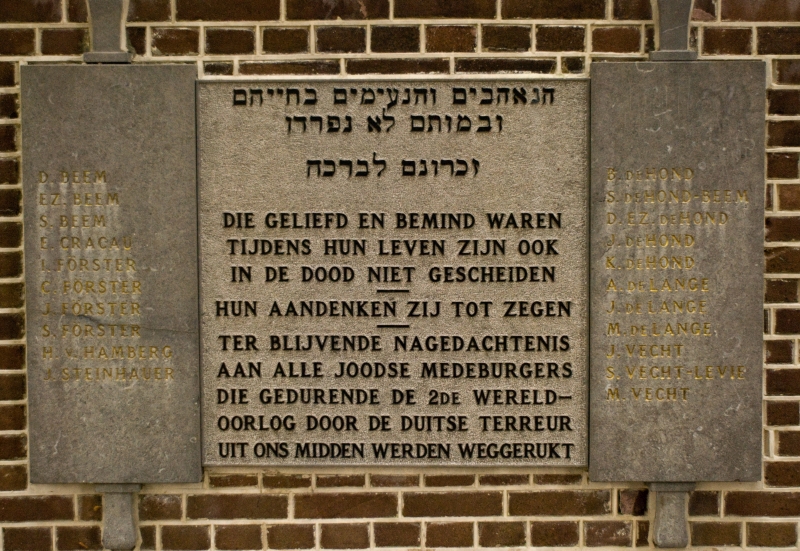 הנאהבים והנעימים בחייהם
ובמותם לא נפרדו
זכרונם לברכה
DIE GELIEFD EN BEMIND WAREN
TIJDENS HUN LEVEN ZIJN OOK
IN DE DOOD NIET GESCHEIDEN
HUN AANDENKEN ZIJ TOT ZEGEN
TER BLIJVENDE NAGEDACHTENIS
AAN ALLE JOODSE MEDEBURGERS
DIE GEDURENDE DE 2DE WERELD-
OORLOG DOOR DE DUITSE TERREUR
UIT ONS MIDDEN WERDEN WEGGERUKT
D. BEEM
EZ. BEEM
S. BEEM
E. CRACAU
I. FÖRSTER
C. FÖRSTER
J. FÖRSTER
S. FÖRSTER
H. v. HAMBERG
J. STEINHAUER
B. DE HOND
S. DE HOND-BEEM
D. EZ. DE HOND
J. DE HOND
K. DE HOND
A. DE LANGE
J. DE LANGE
M. DE LANGE
J. VECHT
S. VECHT-LEVIE
M. VECHT